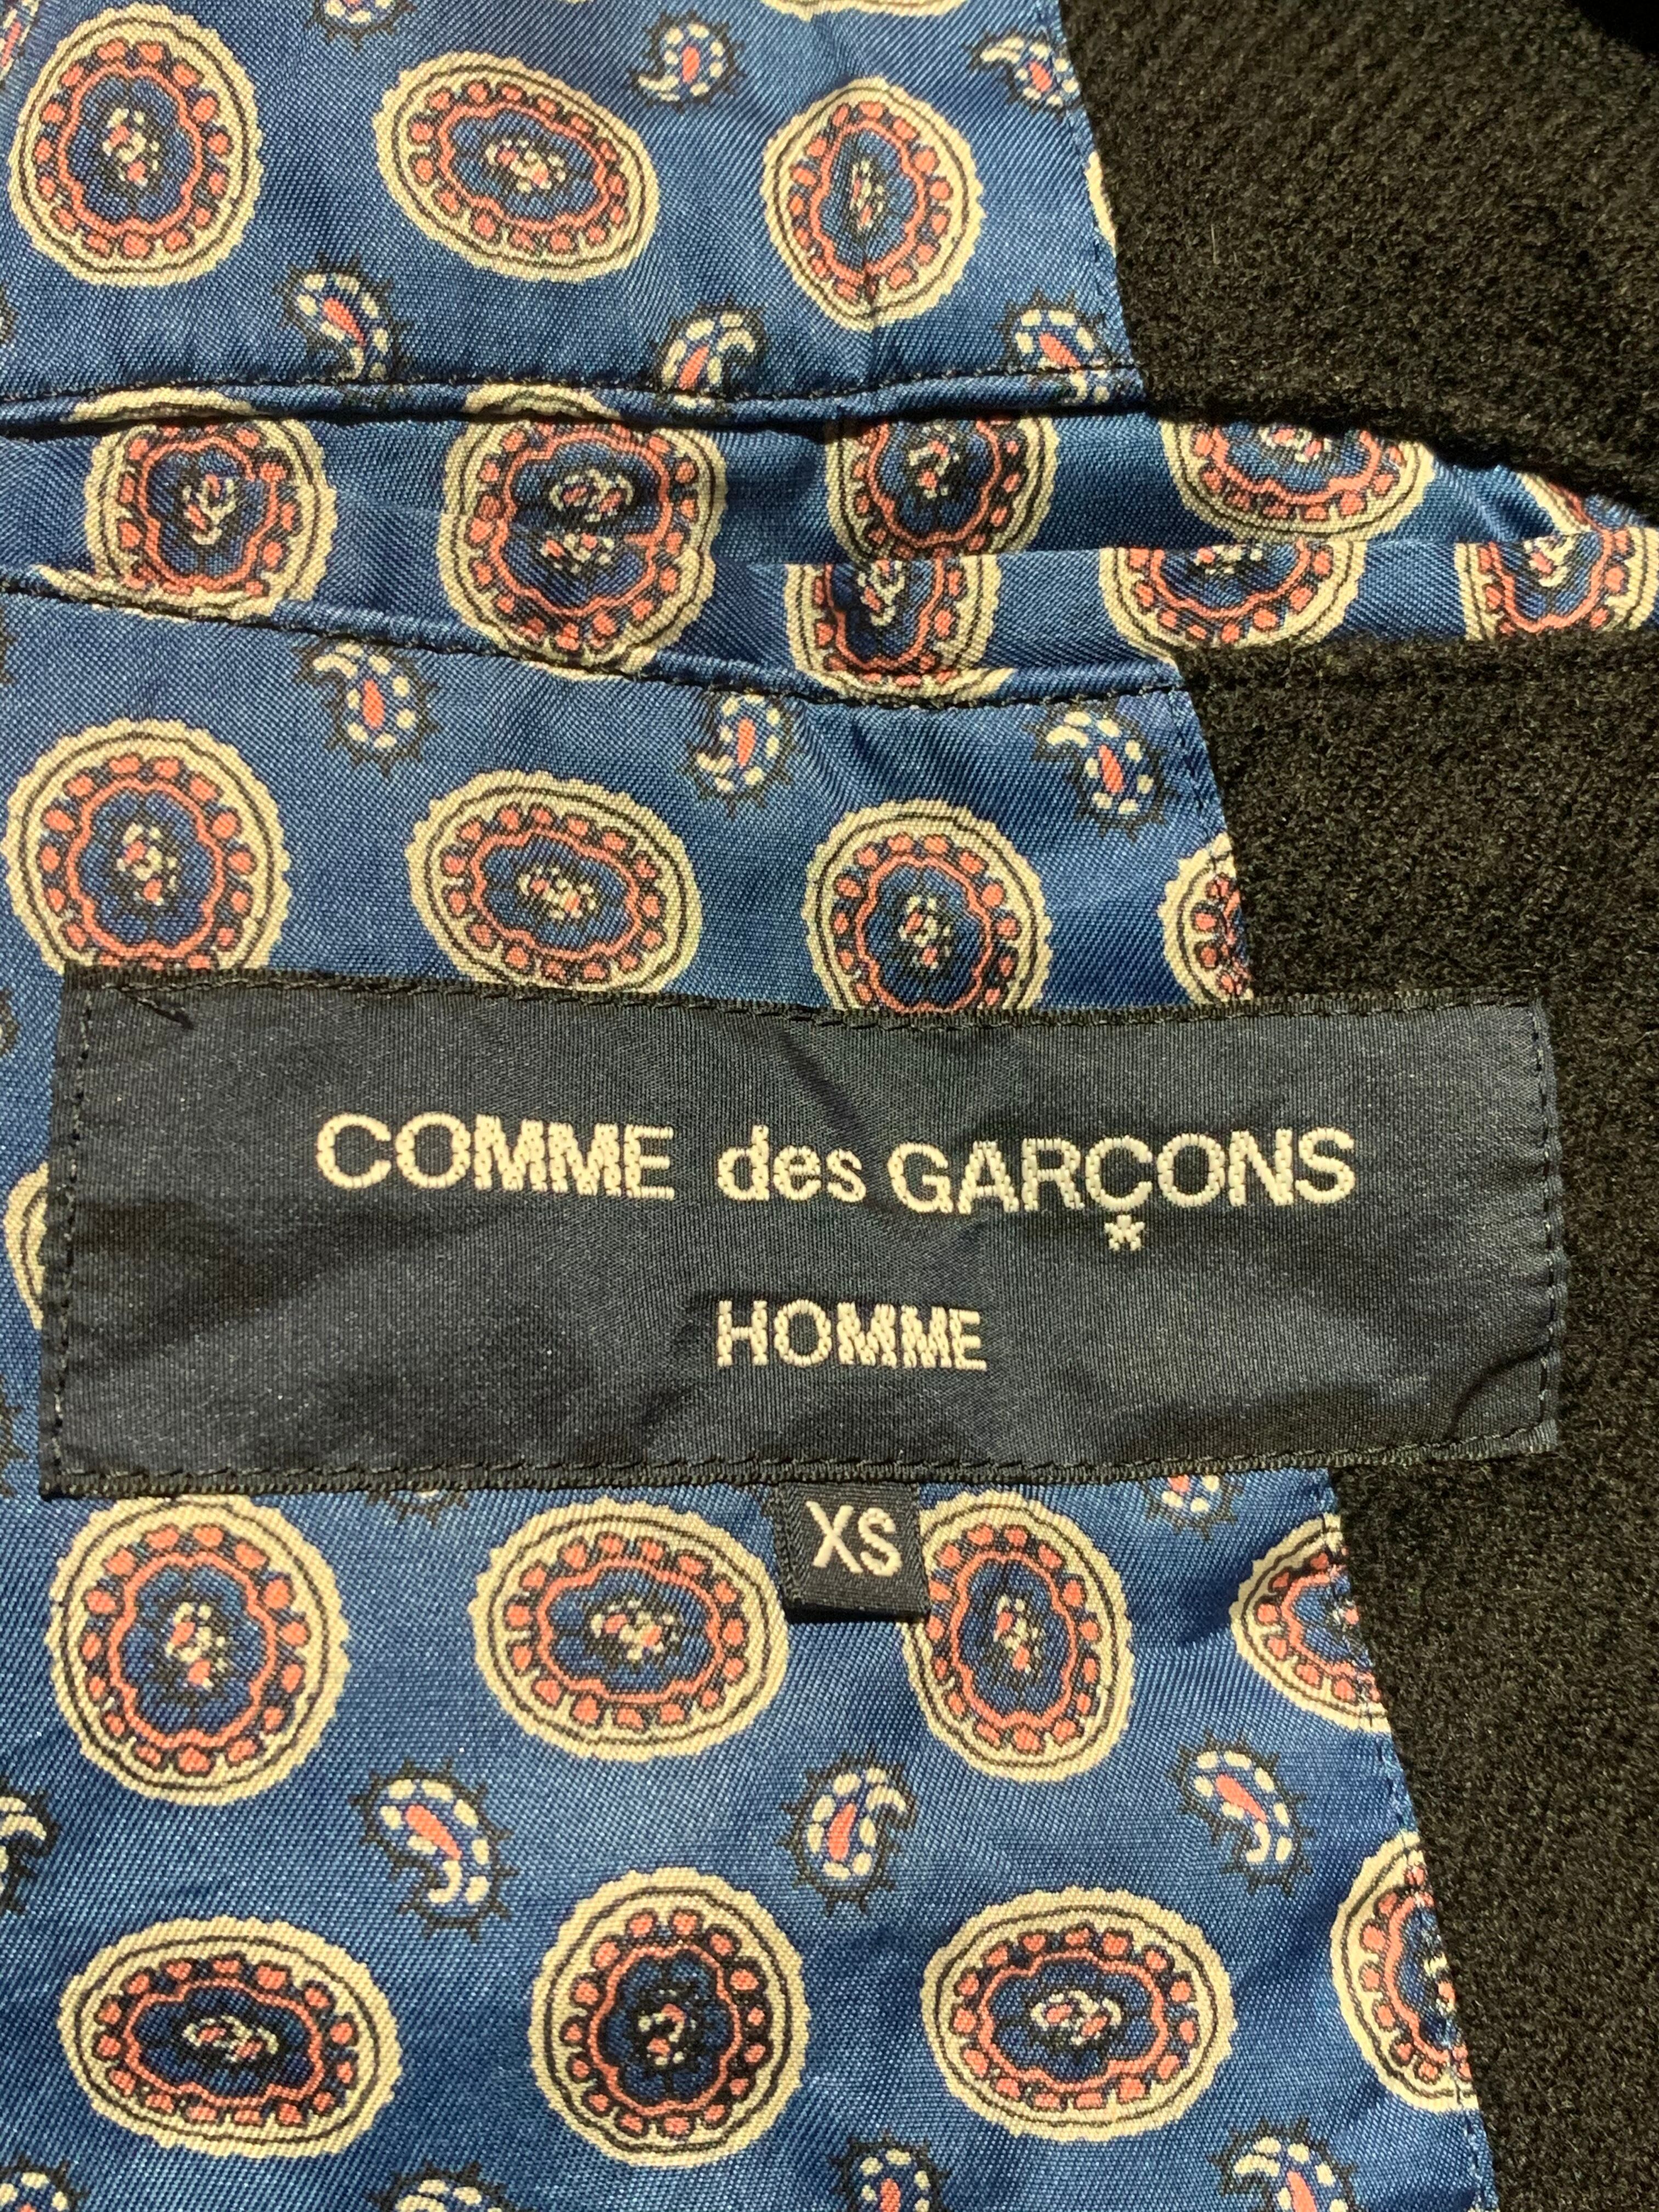 COMME des GARÇONS
*
HOMME
XS